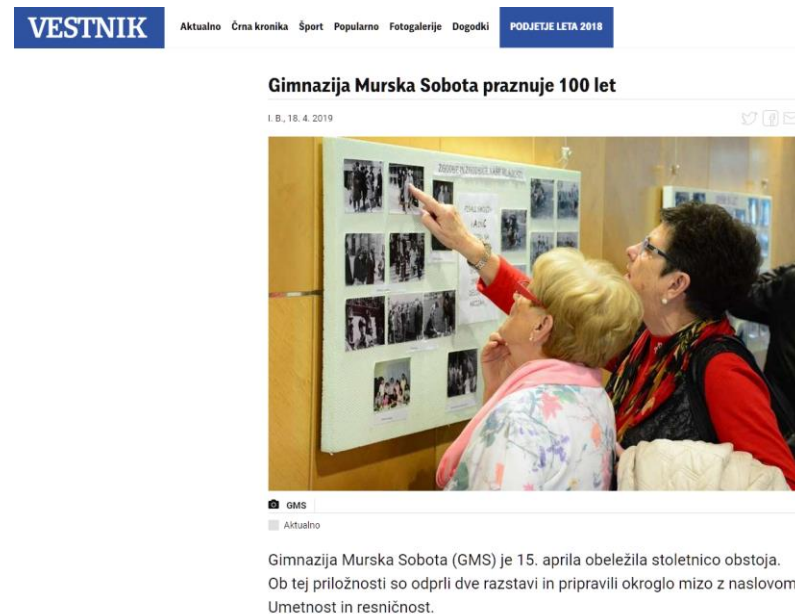 VESTNIK
Aktualno Črna kronika Šport Popularno Fotogalerije Dogodki PODJETJE LETA 2018
Gimnazija Murska Sobota praznuje 100 let
I. B., 18. 4. 2019
GMS
Aktualno
Gimnazija Murska Sobota (GMS) je 15. aprila obeležila stoletnico obstoja.
Ob tej priložnosti so odprli dve razstavi in pripravili okroglo mizo z naslovom
Umetnost in resničnost.